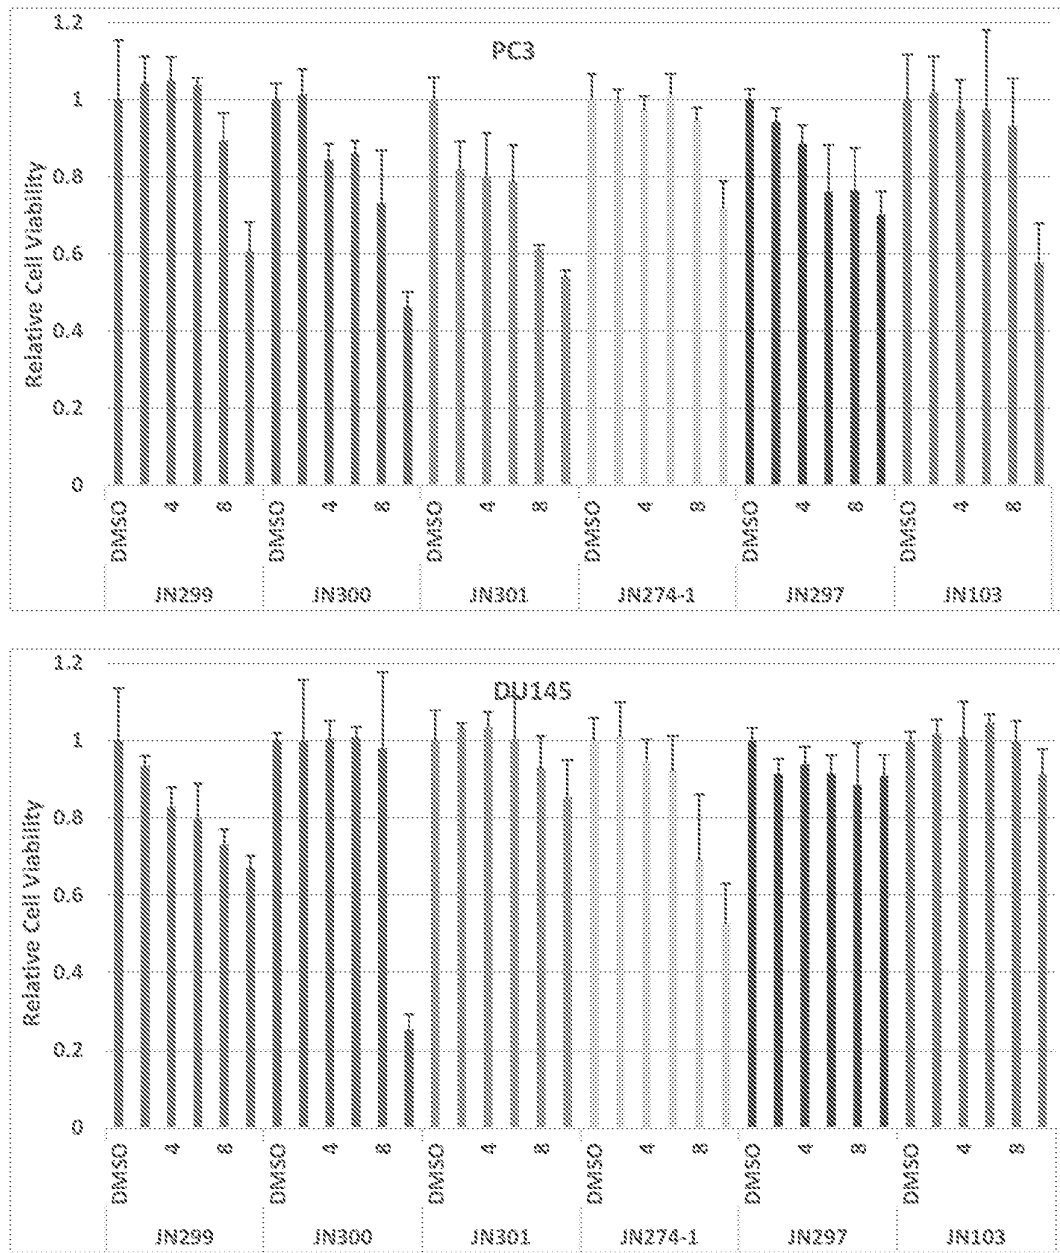 PC3
Relative Cell Viability
1.2
1
0.8
0.6
0.4
0.2
0
DMSO 4 8 DMSO 4 8 DMSO 4 8 DMSO 4 8 DMSO 4 8 DMSO 4 8
JN299 JN300 JN301 JN274-1 JN297 JN103
DU145
Relative Cell Viability
1.2
1
0.8
0.6
0.4
0.2
0
DMSO 4 8 DMSO 4 8 DMSO 4 8 DMSO 4 8 DMSO 4 8 DMSO 4 8
JN299 JN300 JN301 JN274-1 JN297 JN103